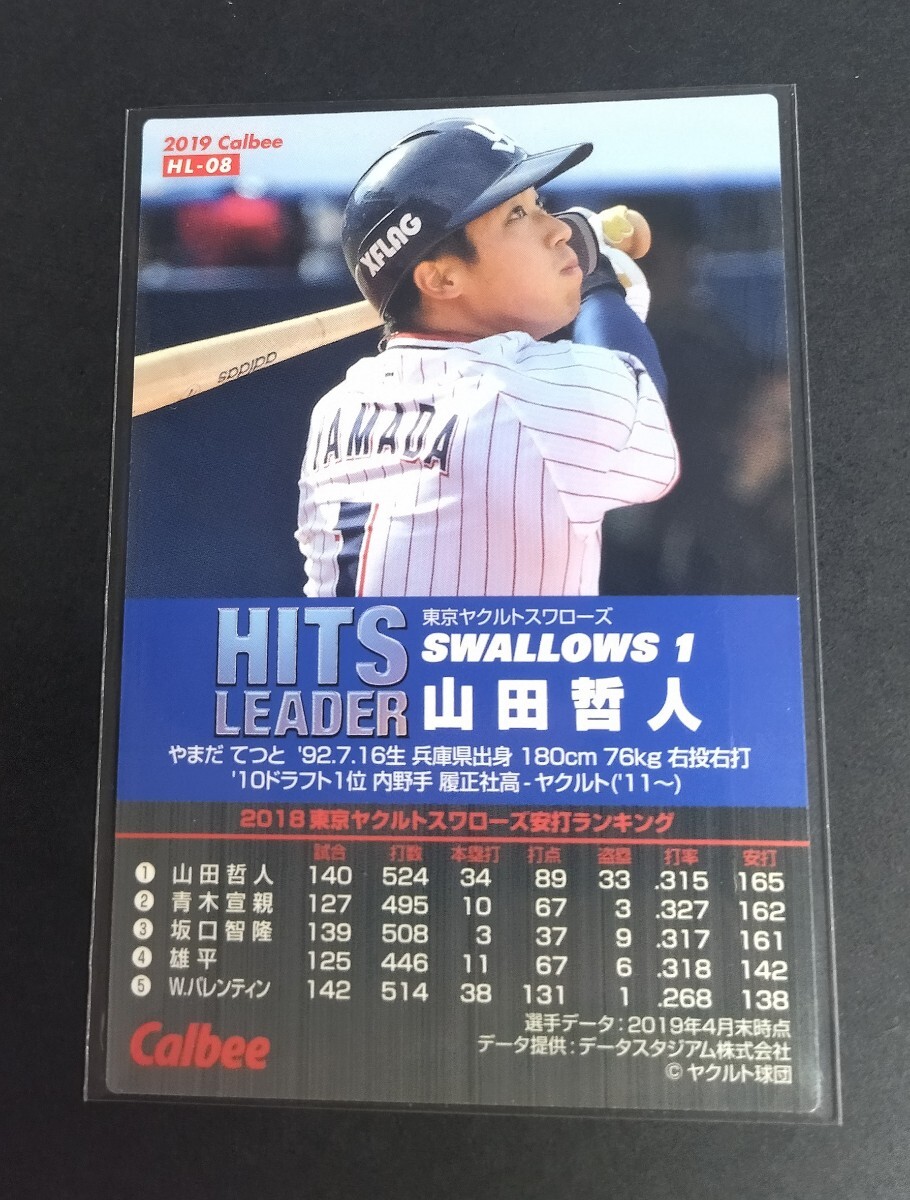 2019 Calbee
HL-08
XFLAG
adidas
YAMADA
1
HITS
LEADER
東京ヤクルトスワローズ
SWALLOWS 1
山田哲人
やまだ てつと '92.7.16生 兵庫県出身 180cm 76kg 右投右打
'10ドラフト1位 内野手 履正社高-ヤクルト('11〜)
2018東京ヤクルトスワローズ安打ランキング
試合 打数 本塁打 打点 盗塁 打率 安打
❶ 山田哲人 140 524 34 89 33 .315 165
❷ 青木宣親 127 495 10 67 3 .327 162
❸ 坂口智隆 139 508 3 37 9 .317 161
❹ 雄平 125 446 11 67 6 .318 142
❺ W.バレンティン 142 514 38 131 1 .268 138
選手データ:2019年4月末時点
データ提供:データスタジアム株式会社
© ヤクルト球団
Calbee